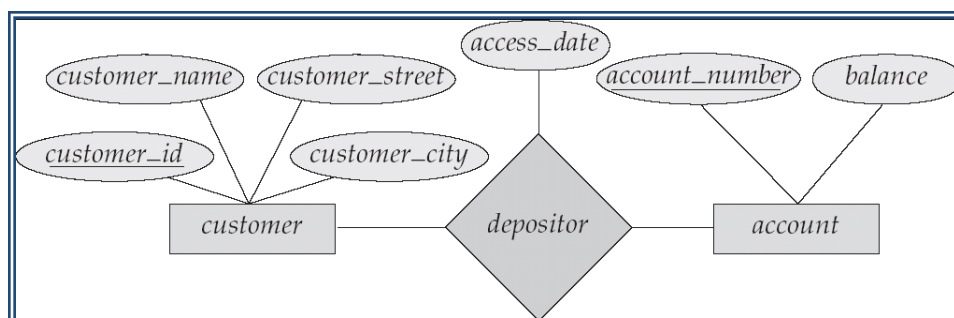 access_date
customer_name
customer_street
account_number
balance
customer_id
customer_city
customer
depositor
account